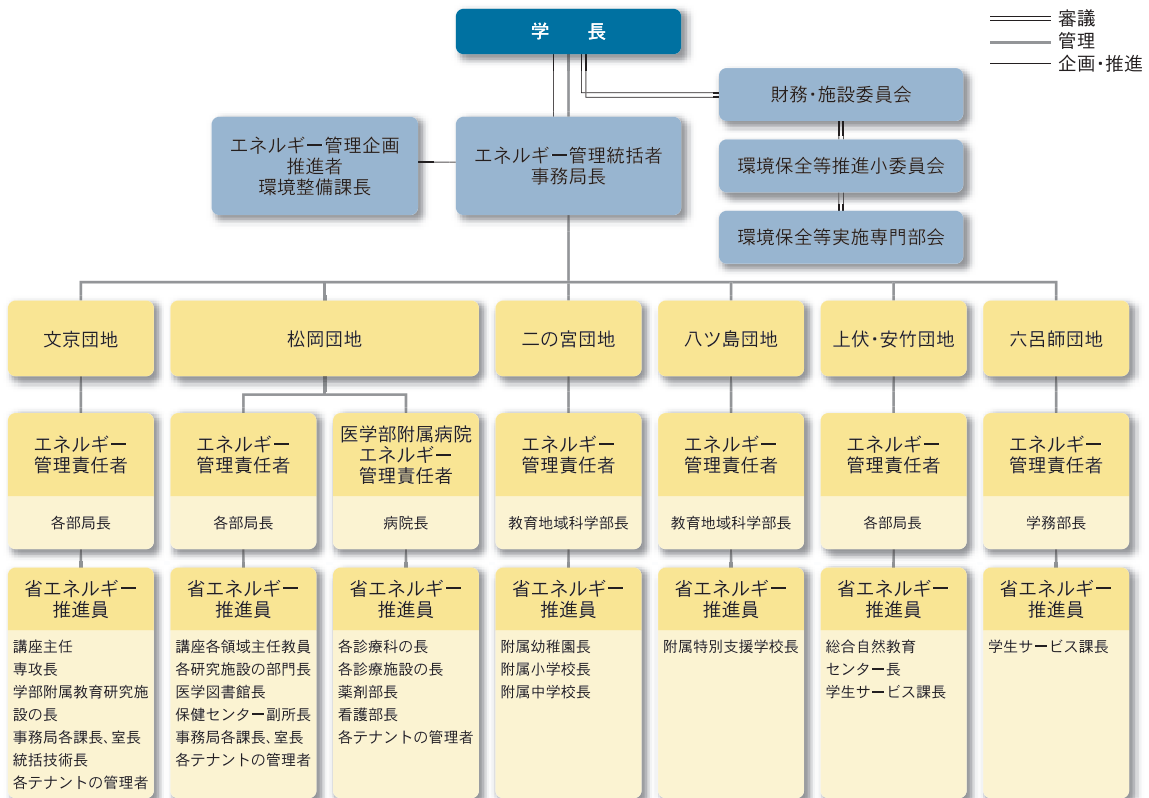 学　長
審議
管理
企画・推進
財務・施設委員会
エネルギー管理企画
推進者
環境整備課長
エネルギー管理統括者
事務局長
環境保全等推進小委員会
環境保全等実施専門部会
文京団地
松岡団地
二の宮団地
八ツ島団地
上伏・安竹団地
六呂師団地
エネルギー
管理責任者
各部局長
エネルギー
管理責任者
各部局長
医学部附属病院
エネルギー
管理責任者
病院長
エネルギー
管理責任者
教育地域科学部長
エネルギー
管理責任者
教育地域科学部長
エネルギー
管理責任者
各部局長
エネルギー
管理責任者
学務部長
省エネルギー
推進員
講座主任
専攻長
学部附属教育研究施
設の長
事務局各課長、室長
統括技術長
各テナントの管理者
省エネルギー
推進員
講座各領域主任教員
各研究施設の部門長
医学図書館長
保健センター副所長
事務局各課長、室長
各テナントの管理者
省エネルギー
推進員
各診療科の長
各診療施設の長
薬剤部長
看護部長
各テナントの管理者
省エネルギー
推進員
附属幼稚園長
附属小学校長
附属中学校長
省エネルギー
推進員
附属特別支援学校長
省エネルギー
推進員
総合自然教育
センター長
学生サービス課長
省エネルギー
推進員
学生サービス課長